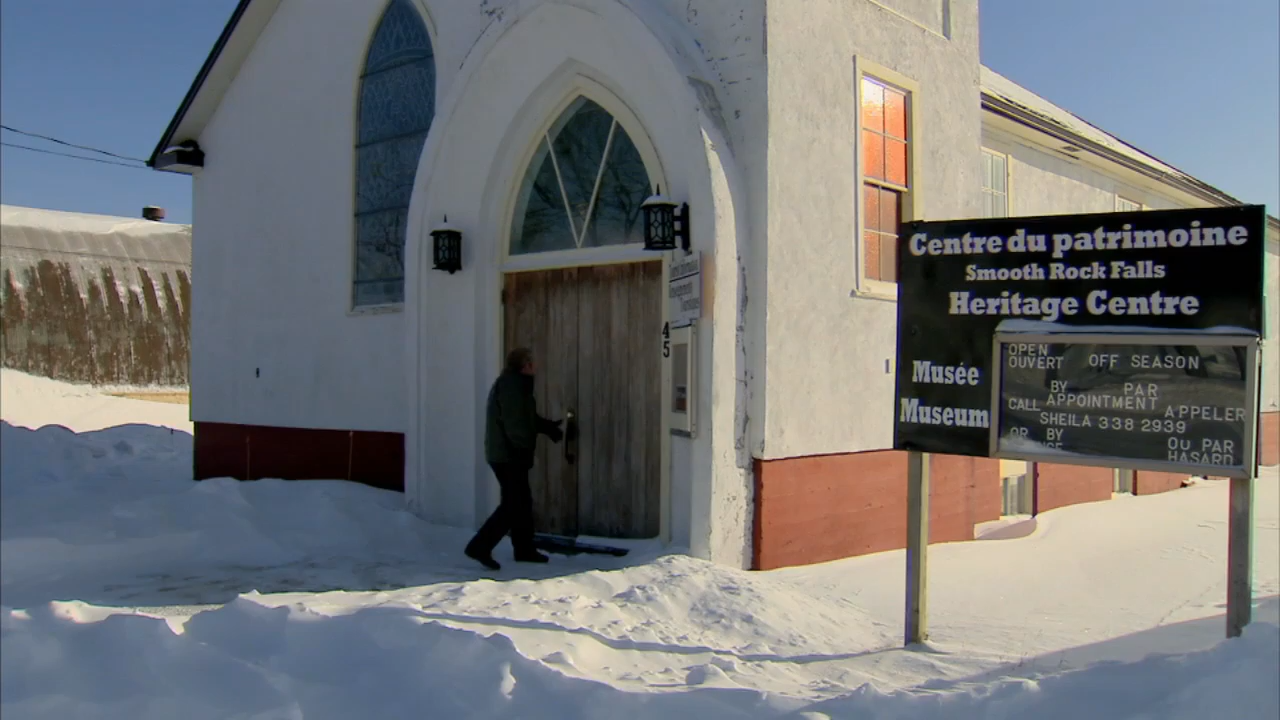 45
Centre du patrimoine
Smooth Rock Falls
Heritage Centre
Musée
Museum
OPEN
OUVERT OFF SEASON
BY PAR
CALL APPOINTMENT APPELER
SHEILA 338 2939
OR BY OU PAR
HASARD